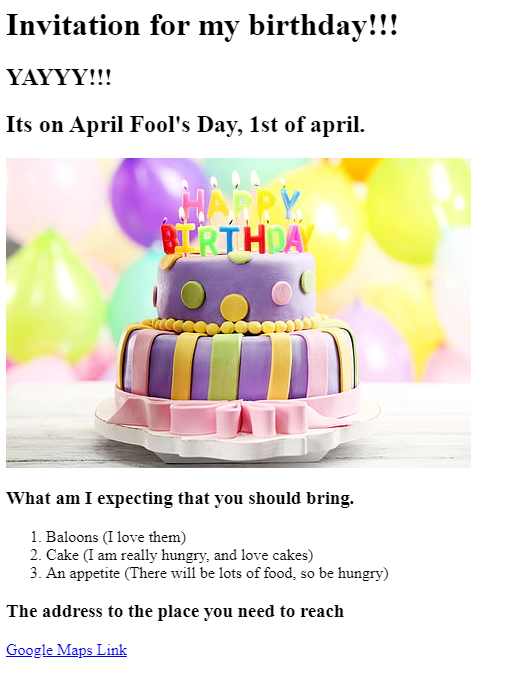 Invitation for my birthday!!!
YAYYY!!!
Its on April Fool's Day, 1st of april.
HAPPY
BIRTHDAY
What am I expecting that you should bring.
1. Baloons (I love them)
2. Cake (I am really hungry, and love cakes)
3. An appetite (There will be lots of food, so be hungry)
The address to the place you need to reach
Google Maps Link